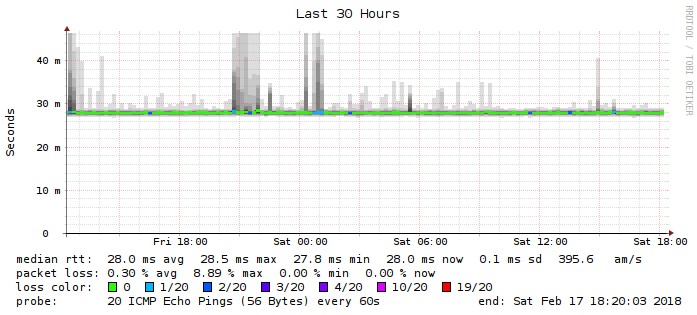 Last 30 Hours
RRDTOOL / TOBI OETIKER
Seconds
40 m
30 m
20 m
10 m
0
Fri 18:00 Sat 00:00 Sat 06:00 Sat 12:00 Sat 18:00
median rtt: 28.0 ms avg 28.5 ms max 27.8 ms min 28.0 ms now 0.1 ms sd 395.6 am/s
packet loss: 0.30 % avg 8.89 % max 0.00 % min 0.00 % now
loss color: 0 1/20 2/20 3/20 4/20 10/20 19/20
probe: 20 ICMP Echo Pings (56 Bytes) every 60s end: Sat Feb 17 18:20:03 2018